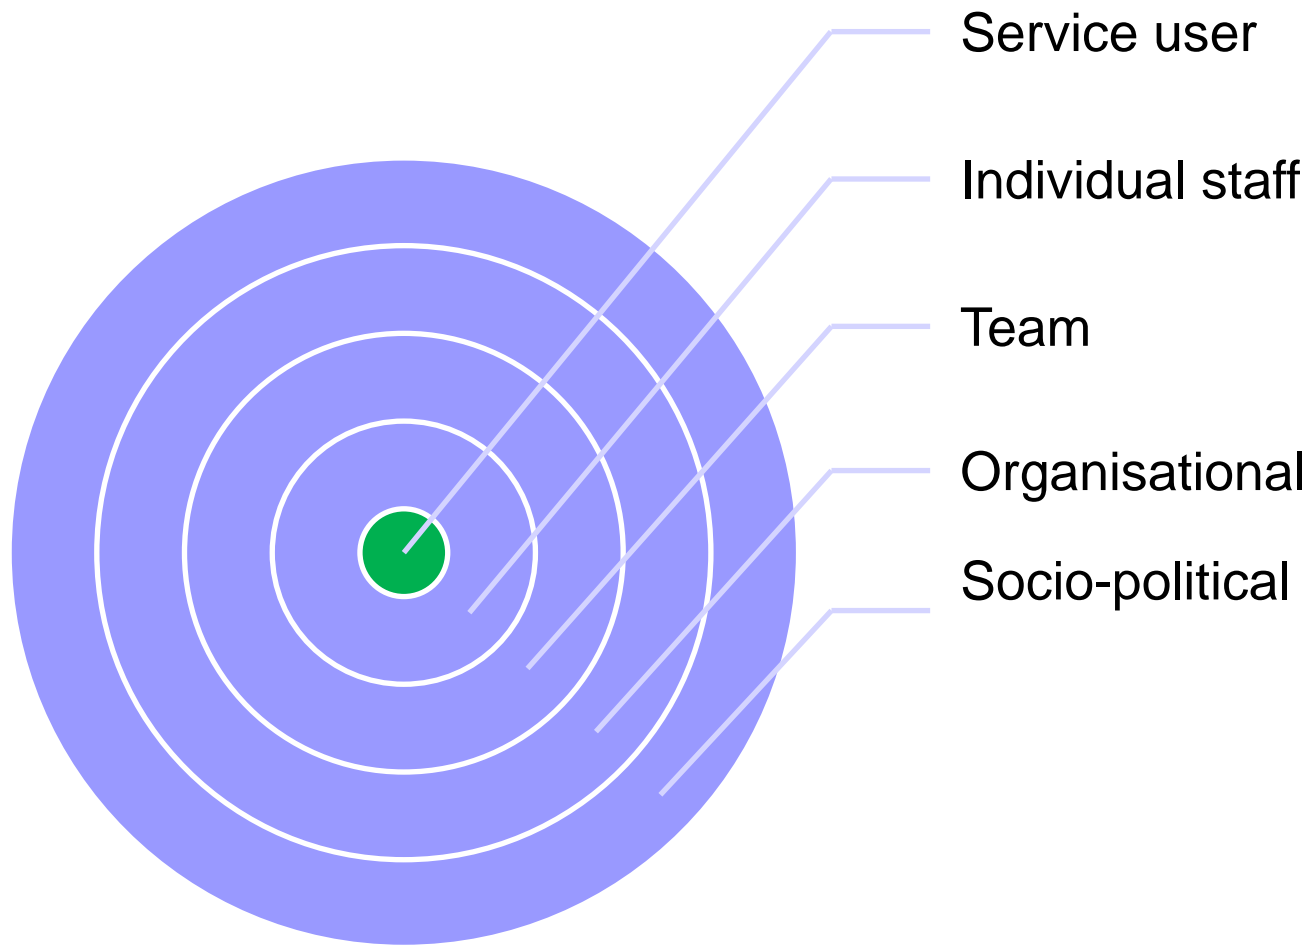 Service user
Individual staff
Team
Organisational
Socio-political